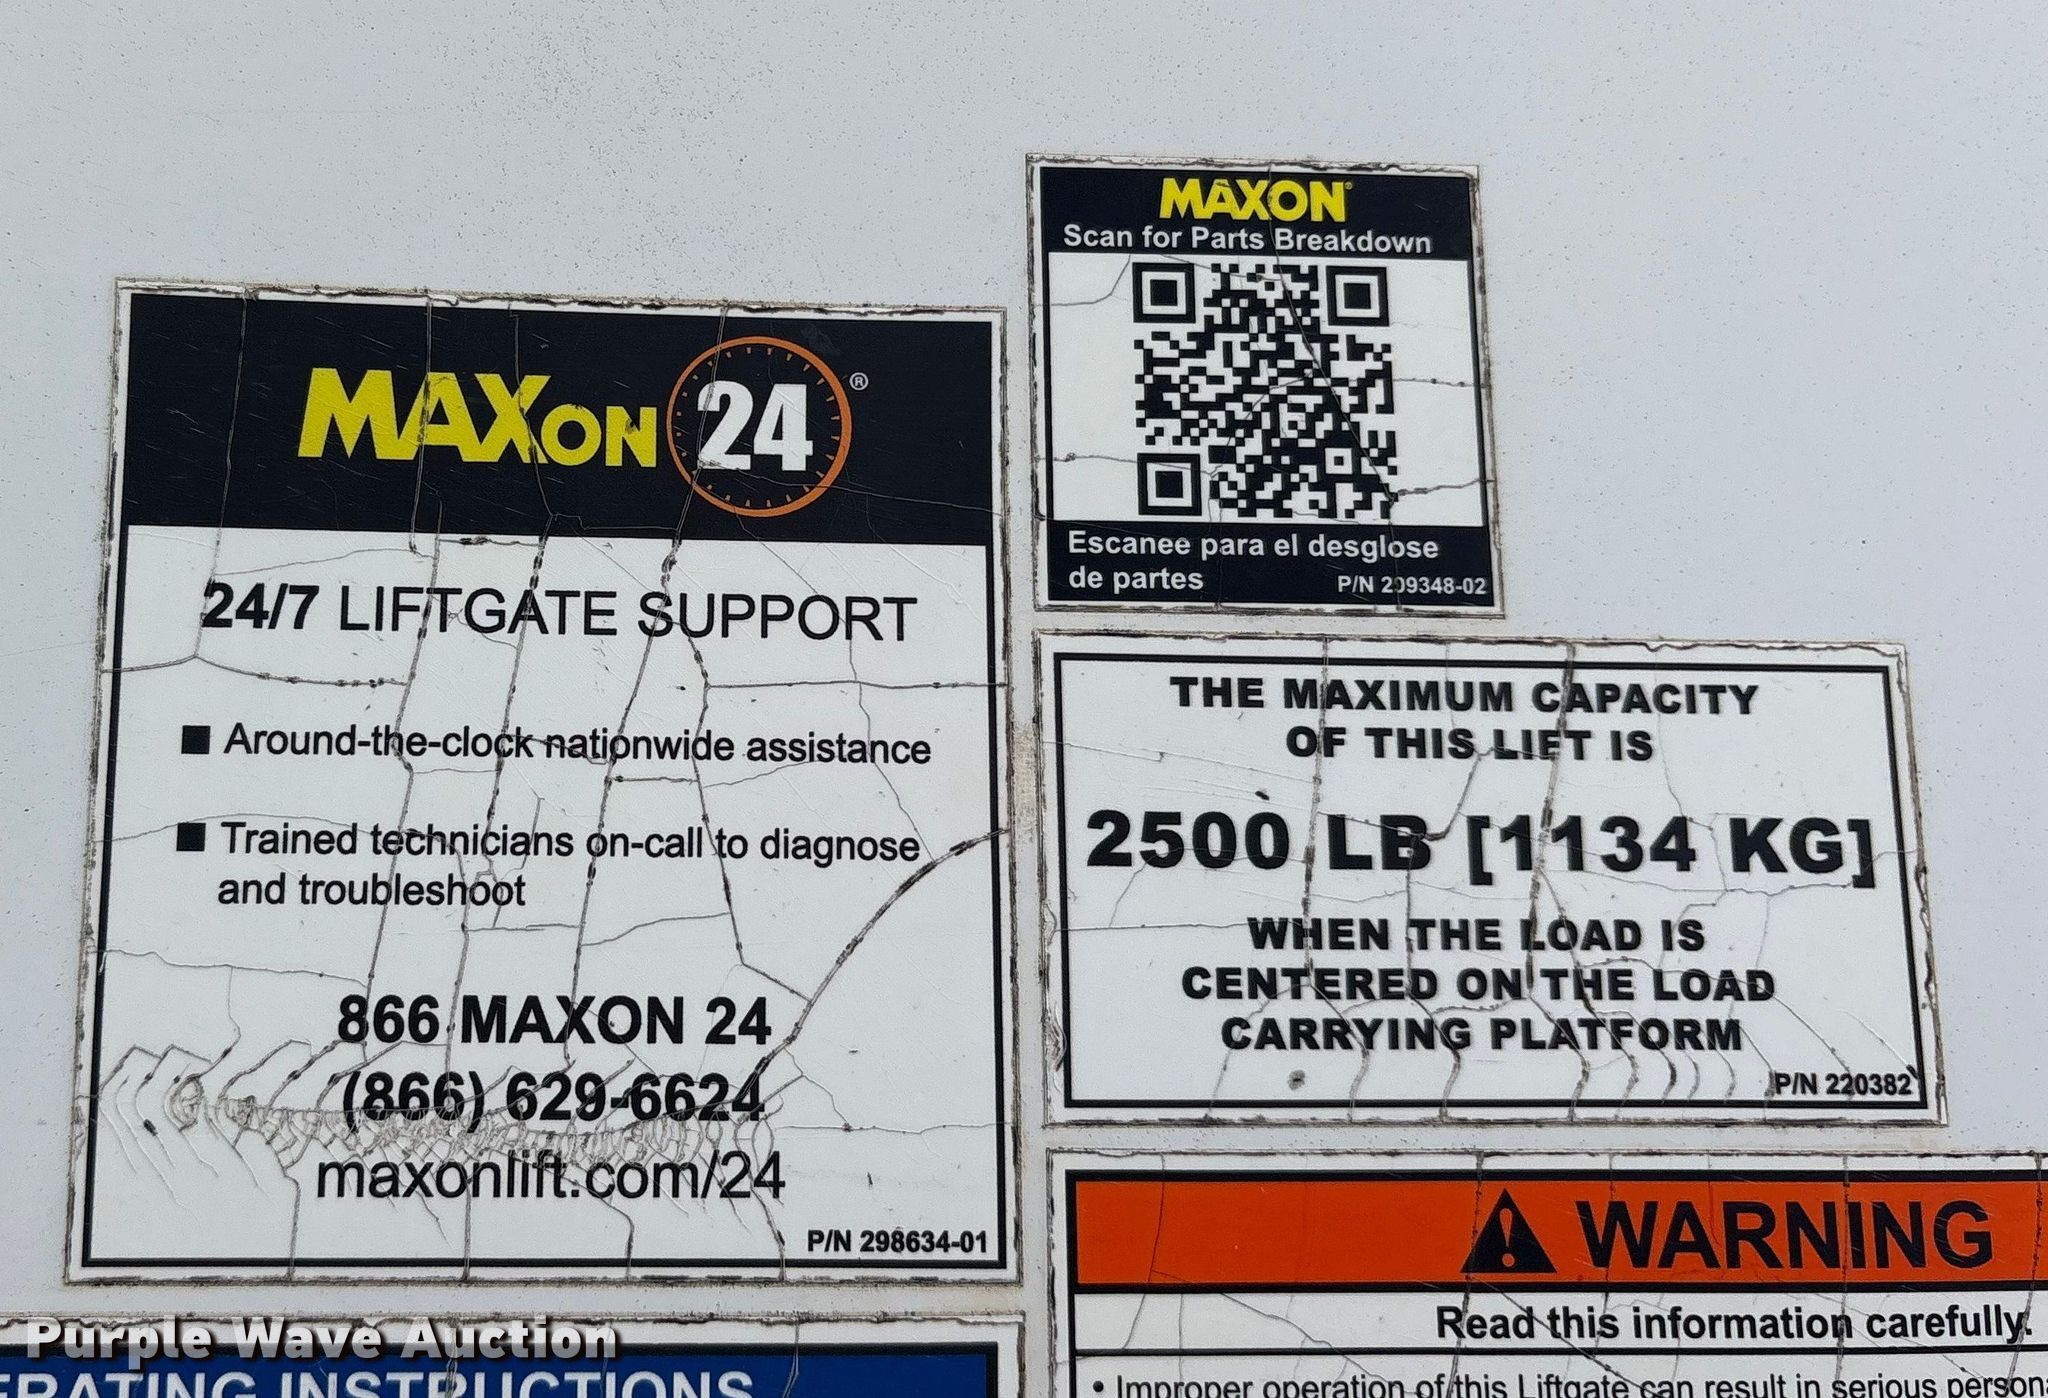 MAXON 24®
24/7 LIFTGATE SUPPORT
■ Around-the-clock nationwide assistance
■ Trained technicians on-call to diagnose
and troubleshoot
866 MAXON 24
(866) 629-6624
maxonlift.com/24
P/N 298634-01
MAXON®
Scan for Parts Breakdown
Escanee para el desglose
de partes P/N 209348-02
THE MAXIMUM CAPACITY
OF THIS LIFT IS
2500 LB [1134 KG]
WHEN THE LOAD IS
CENTERED ON THE LOAD
CARRYING PLATFORM
P/N 220382
WARNING
Read this information carefully.
• Improper operation of this Liftgate can result in serious persona
Purple Wave Auction
ERATING INSTRUCTIONS